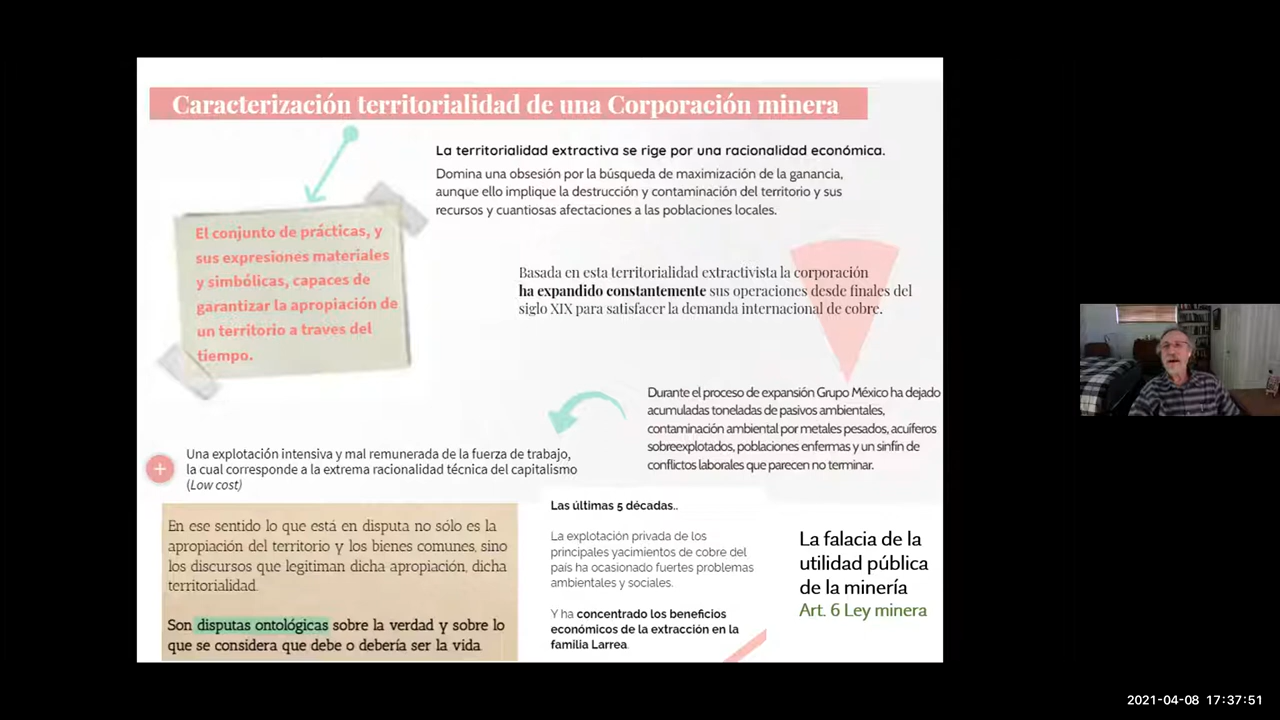 Caracterización territorialidad de una Corporación minera
La territorialidad extractiva se rige por una racionalidad económica.
Domina una obsesión por la búsqueda de maximización de la ganancia,
aunque ello implique la destrucción y contaminación del territorio y sus
recursos y cuantiosas afectaciones a las poblaciones locales.
El conjunto de prácticas, y
sus expresiones materiales
y simbólicas, capaces de
garantizar la apropiación de
un territorio a traves del
tiempo.
Basada en esta territorialidad extractivista la corporación
ha expandido constantemente sus operaciones desde finales del
siglo XIX para satisfacer la demanda internacional de cobre.
Durante el proceso de expansión Grupo México ha dejado
acumuladas toneladas de pasivos ambientales,
contaminación ambiental por metales pesados, acuíferos
sobreexplotados, poblaciones enfermas y un sinfín de
conflictos laborales que parecen no terminar.
Una explotación intensiva y mal remunerada de la fuerza de trabajo,
la cual corresponde a la extrema racionalidad técnica del capitalismo
(Low cost)
En ese sentido lo que está en disputa no sólo es la
apropiación del territorio y los bienes comunes, sino
los discursos que legitiman dicha apropiación, dicha
territorialidad.
Son disputas ontológicas sobre la verdad y sobre lo
que se considera que debe o debería ser la vida.
Las últimas 5 décadas..
La explotación privada de los
principales yacimientos de cobre del
país ha ocasionado fuertes problemas
ambientales y sociales.
Y ha concentrado los beneficios
económicos de la extracción en la
familia Larrea.
La falacia de la
utilidad pública
de la minería
Art. 6 Ley minera
2021-04-08 17:37:51